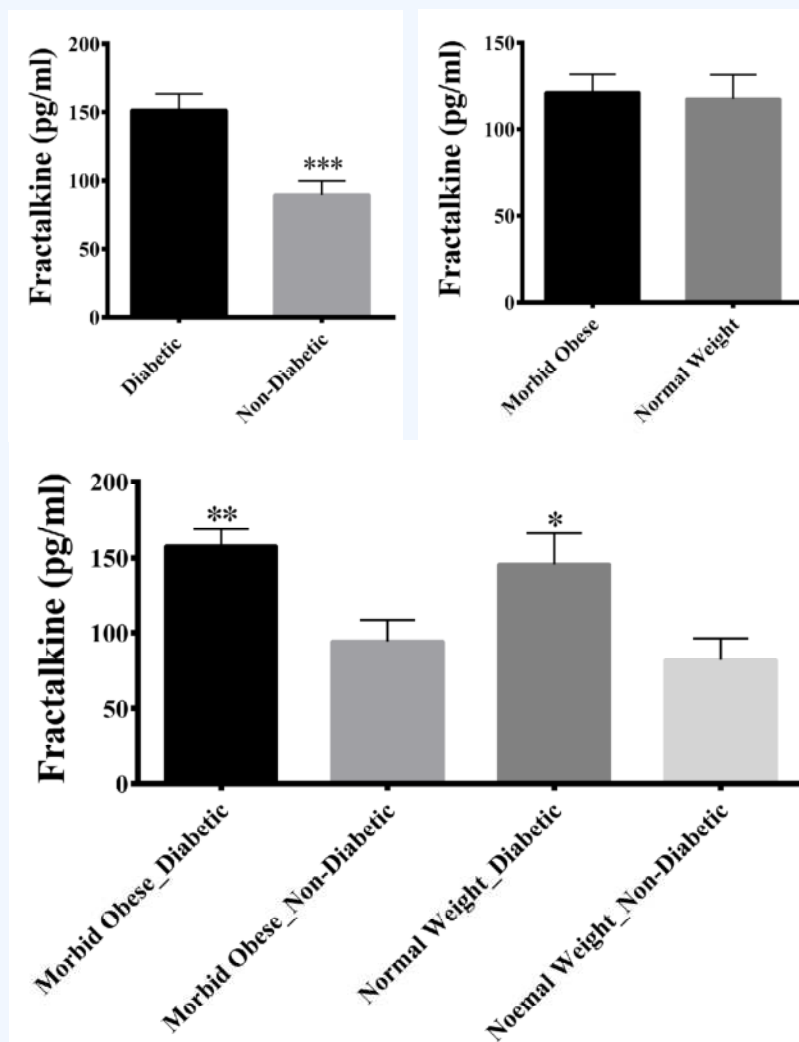 Fractalkine (pg/ml)
200
150
100
50
0
***
Diabetic
Non-Diabetic
Fractalkine (pg/ml)
150
100
50
0
Morbid Obese
Normal Weight
Fractalkine (pg/ml)
200
150
100
50
0
**
*
Morbid Obese_Diabetic
Morbid Obese_Non-Diabetic
Normal Weight_Diabetic
Noemal Weight_Non-Diabetic